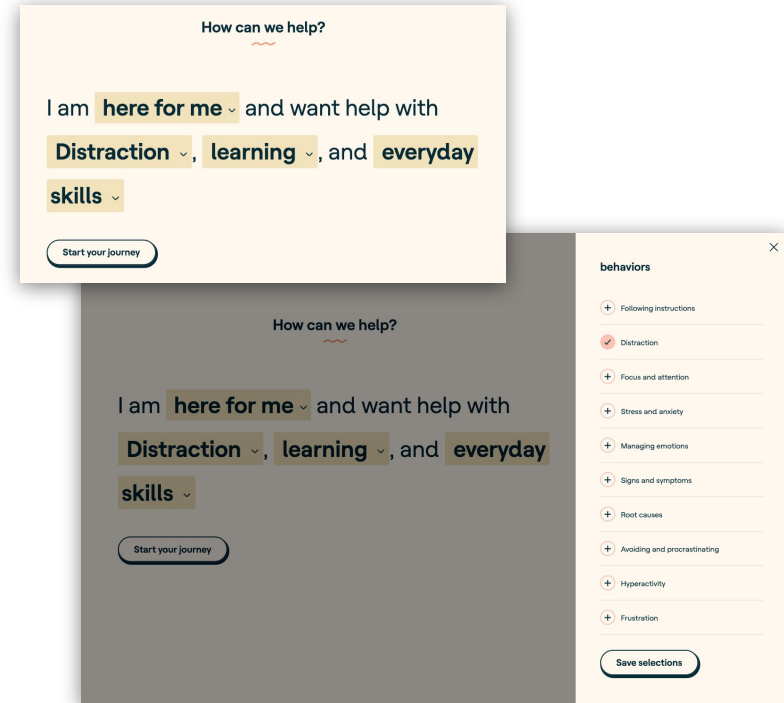 How can we help?
I am here for me and want help with
Distraction , learning , and everyday
skills
Start your journey
How can we help?
I am here for me and want help with
Distraction , learning , and everyday
skills
Start your journey
behaviors
Following instructions
Distraction
Focus and attention
Stress and anxiety
Managing emotions
Signs and symptoms
Root causes
Avoiding and procrastinating
Hyperactivity
Frustration
Save selections